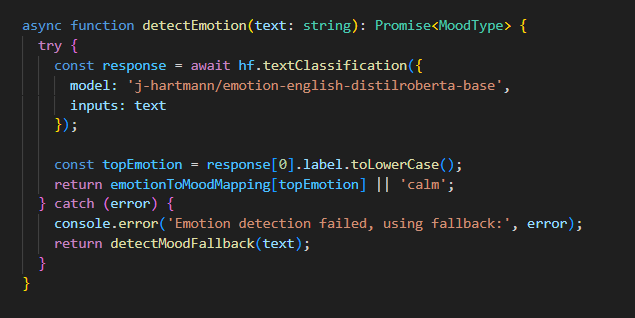 async function detectEmotion(text: string): Promise<MoodType> {
  try {
    const response = await hf.textClassification({
      model: 'j-hartmann/emotion-english-distilroberta-base',
      inputs: text
    });

    const topEmotion = response[0].label.toLowerCase();
    return emotionToMoodMapping[topEmotion] || 'calm';
  } catch (error) {
    console.error('Emotion detection failed, using fallback:', error);
    return detectMoodFallback(text);
  }
}